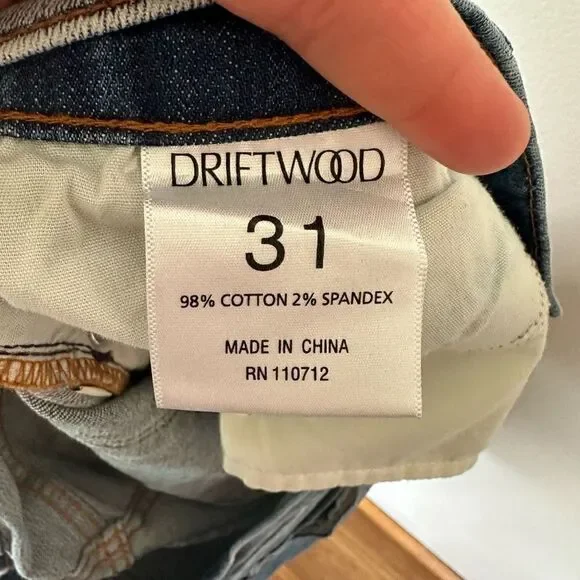 DRIFTWOOD
31
98% COTTON 2% SPANDEX
MADE IN CHINA
RN 110712